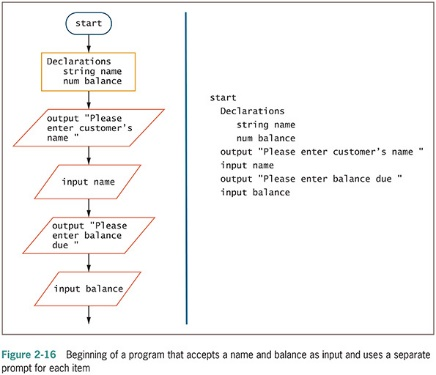 start
Declarations
string name
num balance
output "Please
enter customer's
name "
input name
output "Please
enter balance
due "
input balance
start
Declarations
string name
num balance
output "Please enter customer's name "
input name
output "Please enter balance due "
input balance
Figure 2-16 Beginning of a program that accepts a name and balance as input and uses a separate
prompt for each item